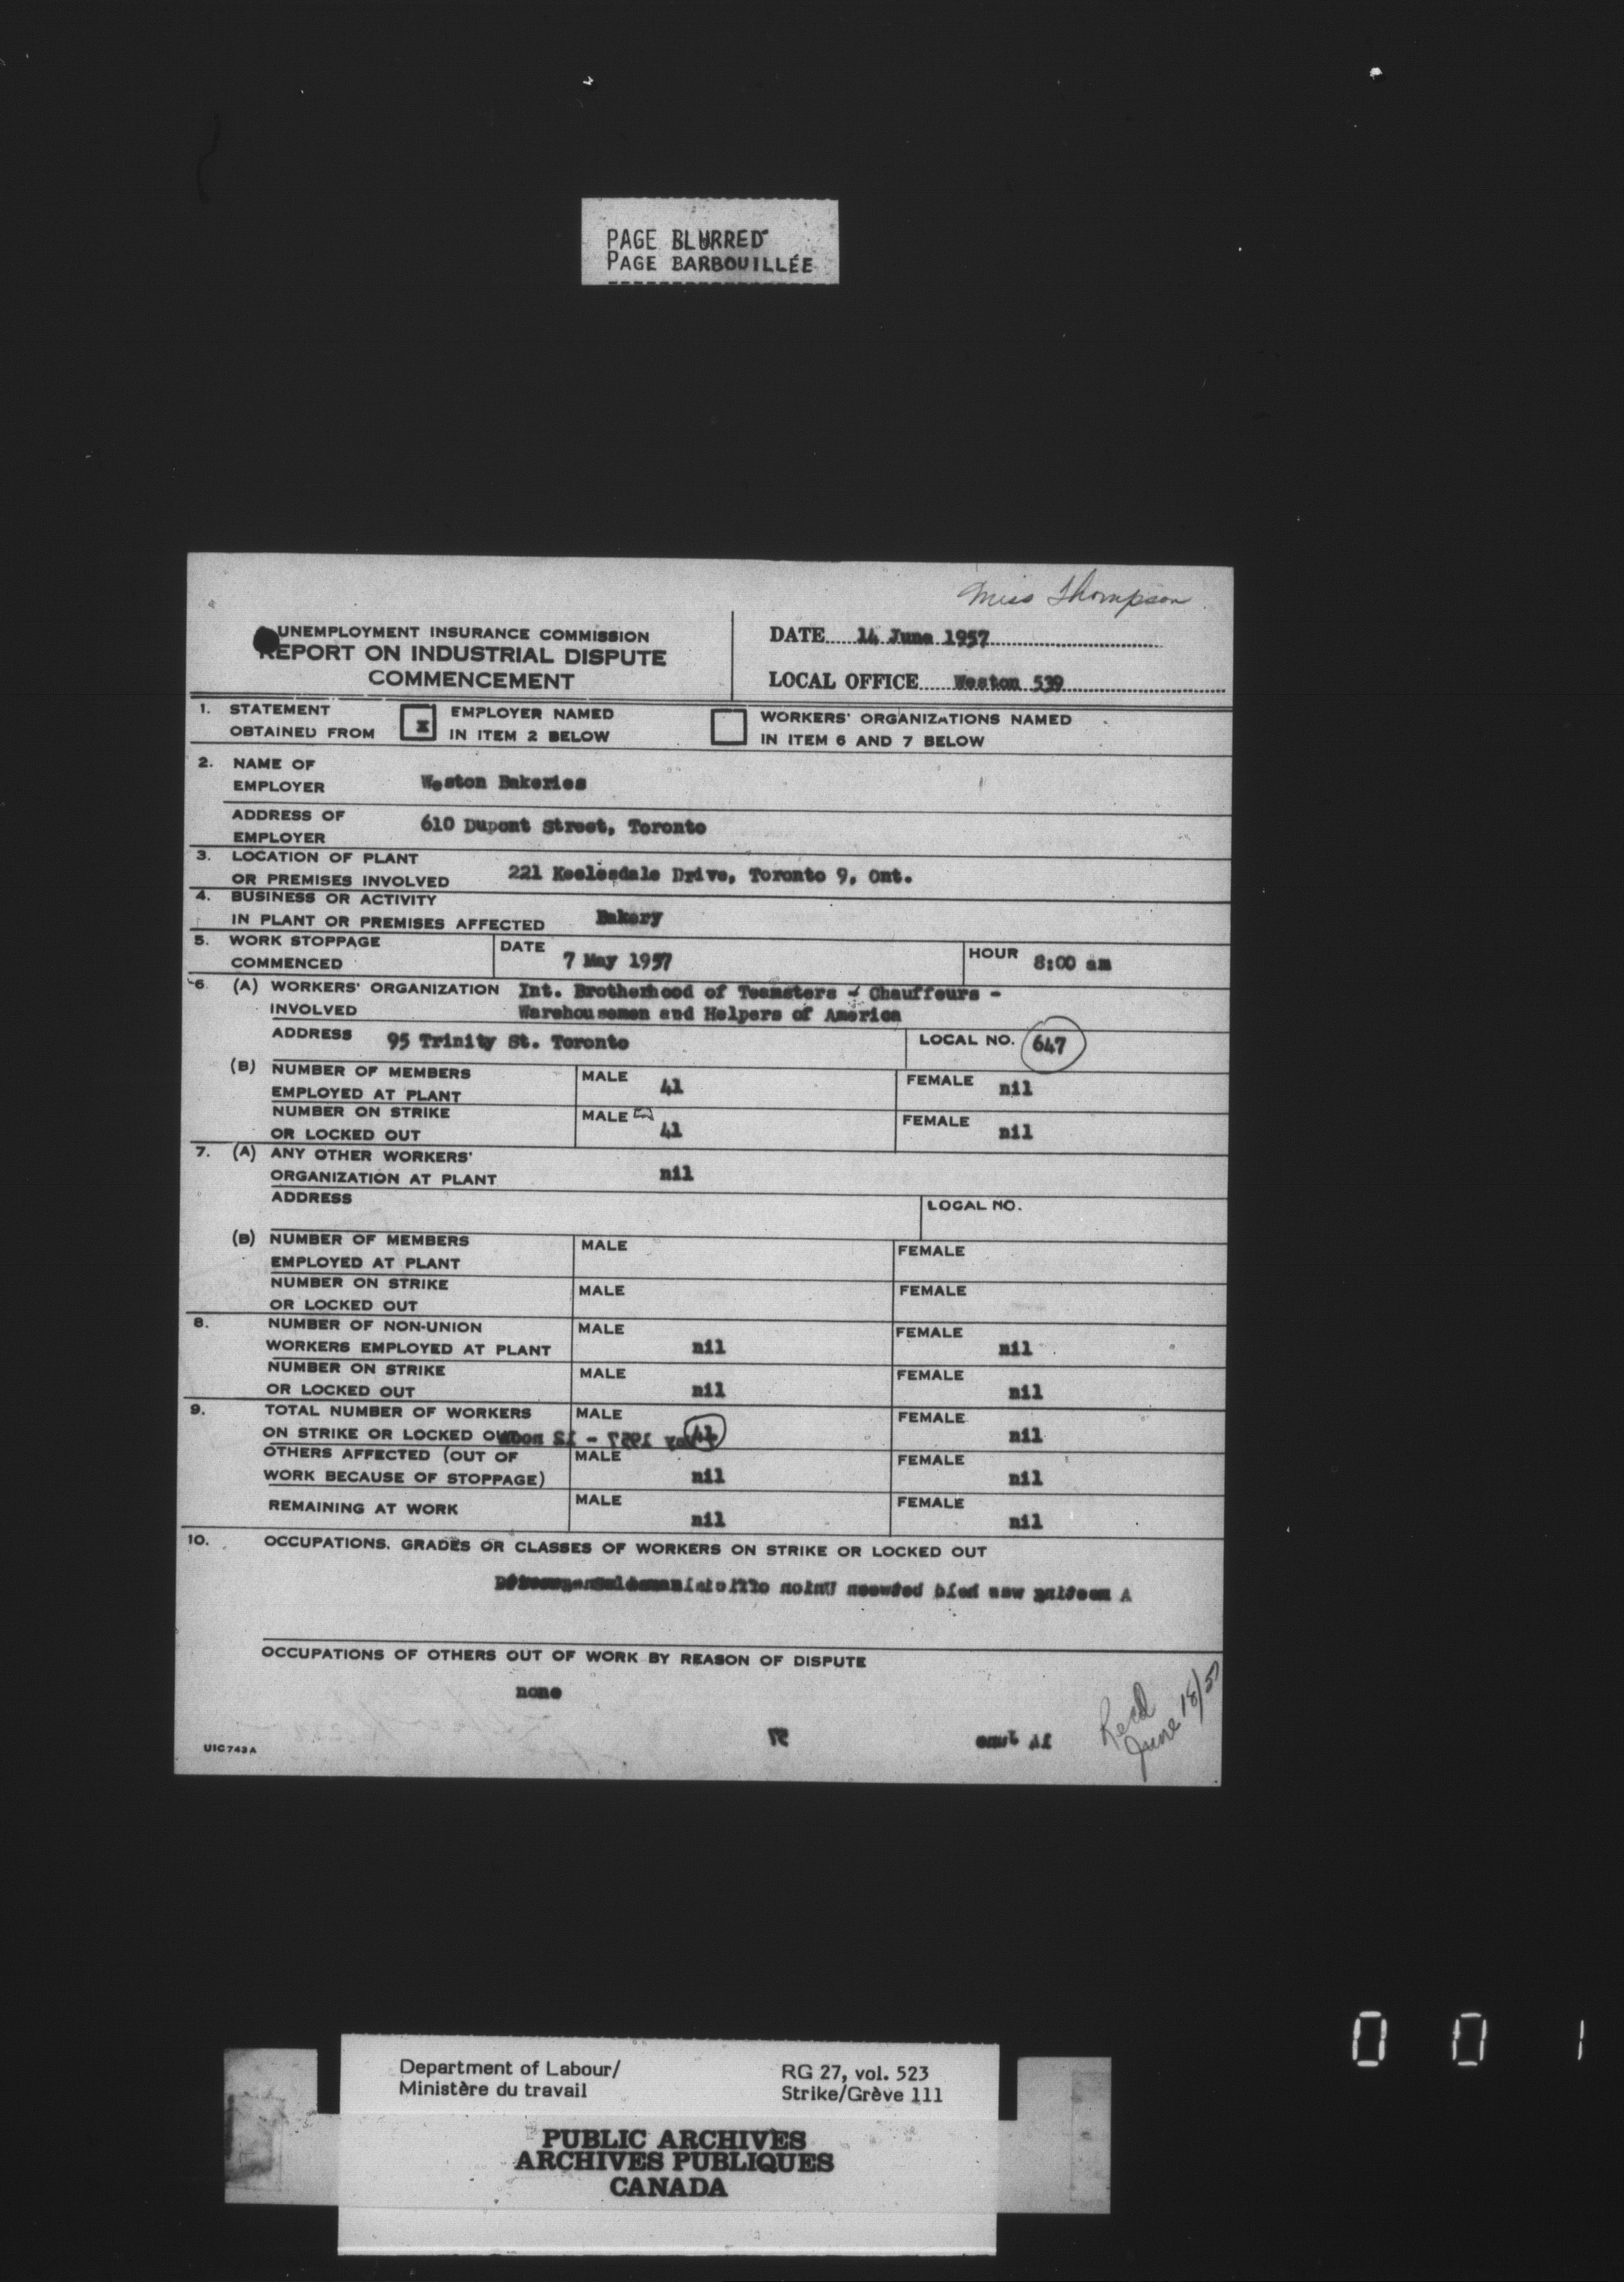 PAGE BLURRED
PAGE BARBOUILLÉE
Miss Thompson
UNEMPLOYMENT INSURANCE COMMISSION
REPORT ON INDUSTRIAL DISPUTE
COMMENCEMENT
DATE 14 June 1957
LOCAL OFFICE Weston 539
1. STATEMENT OBTAINED FROM
x EMPLOYER NAMED IN ITEM 2 BELOW
WORKERS' ORGANIZATIONS NAMED IN ITEM 6 AND 7 BELOW
2. NAME OF EMPLOYER Weston Bakeries
ADDRESS OF EMPLOYER 610 Dupont Street, Toronto
3. LOCATION OF PLANT OR PREMISES INVOLVED 221 Keelesdale Drive, Toronto 9, Ont.
4. BUSINESS OR ACTIVITY IN PLANT OR PREMISES AFFECTED Bakery
5. WORK STOPPAGE COMMENCED DATE 7 May 1957 HOUR 8:00 am
6. (A) WORKERS' ORGANIZATION INVOLVED Int. Brotherhood of Teamsters - Chauffeurs -
Warehousemen and Helpers of America
ADDRESS 95 Trinity St. Toronto LOCAL NO. 647
(B) NUMBER OF MEMBERS EMPLOYED AT PLANT MALE 41 FEMALE nil
NUMBER ON STRIKE OR LOCKED OUT MALE 41 FEMALE nil
7. (A) ANY OTHER WORKERS' ORGANIZATION AT PLANT nil
ADDRESS LOCAL NO.
(B) NUMBER OF MEMBERS EMPLOYED AT PLANT MALE FEMALE
NUMBER ON STRIKE OR LOCKED OUT MALE FEMALE
8. NUMBER OF NON-UNION WORKERS EMPLOYED AT PLANT MALE nil FEMALE nil
NUMBER ON STRIKE OR LOCKED OUT MALE nil FEMALE nil
9. TOTAL NUMBER OF WORKERS ON STRIKE OR LOCKED OUT MALE 41 FEMALE nil
OTHERS AFFECTED (OUT OF WORK BECAUSE OF STOPPAGE) MALE nil FEMALE nil
REMAINING AT WORK MALE nil FEMALE nil
10. OCCUPATIONS, GRADES OR CLASSES OF WORKERS ON STRIKE OR LOCKED OUT
A meeting was held between Union officials
OCCUPATIONS OF OTHERS OUT OF WORK BY REASON OF DISPUTE
none
14 June 57
Recd
June 18/57
UIC 743A
Department of Labour/
Ministère du travail
RG 27, vol. 523
Strike/Grève 111
PUBLIC ARCHIVES
ARCHIVES PUBLIQUES
CANADA
0 0 1